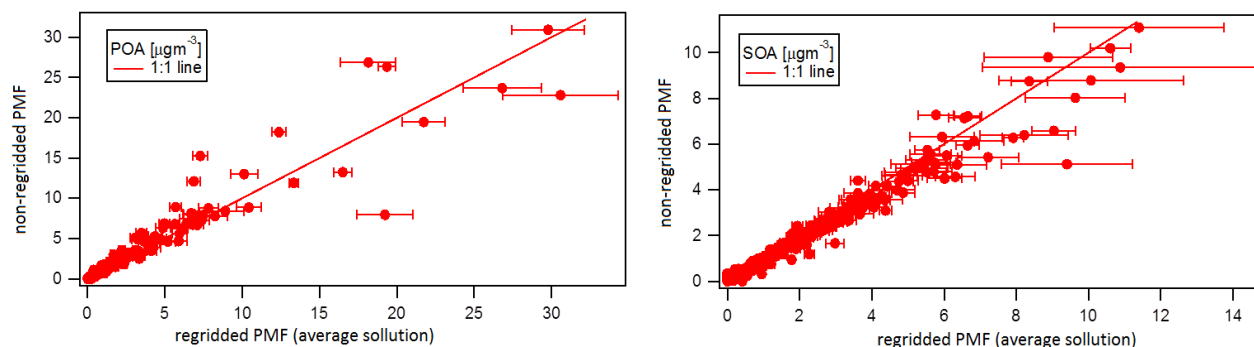 POA [µgm-3]
1:1 line
non-regridded PMF
30
25
20
15
10
5
0
0 5 10 15 20 25 30
regridded PMF (average sollution)
SOA [µgm-3]
1:1 line
non-regridded PMF
10
8
6
4
2
0
0 2 4 6 8 10 12 14
regridded PMF (average sollution)